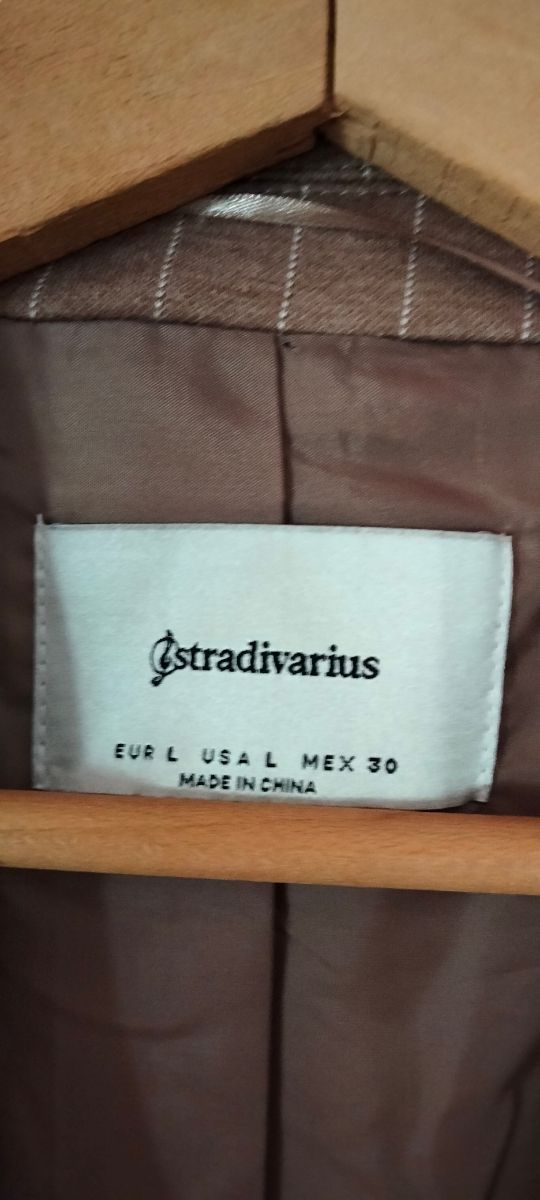 stradivarius
EUR L USA L MEX 30
MADE IN CHINA